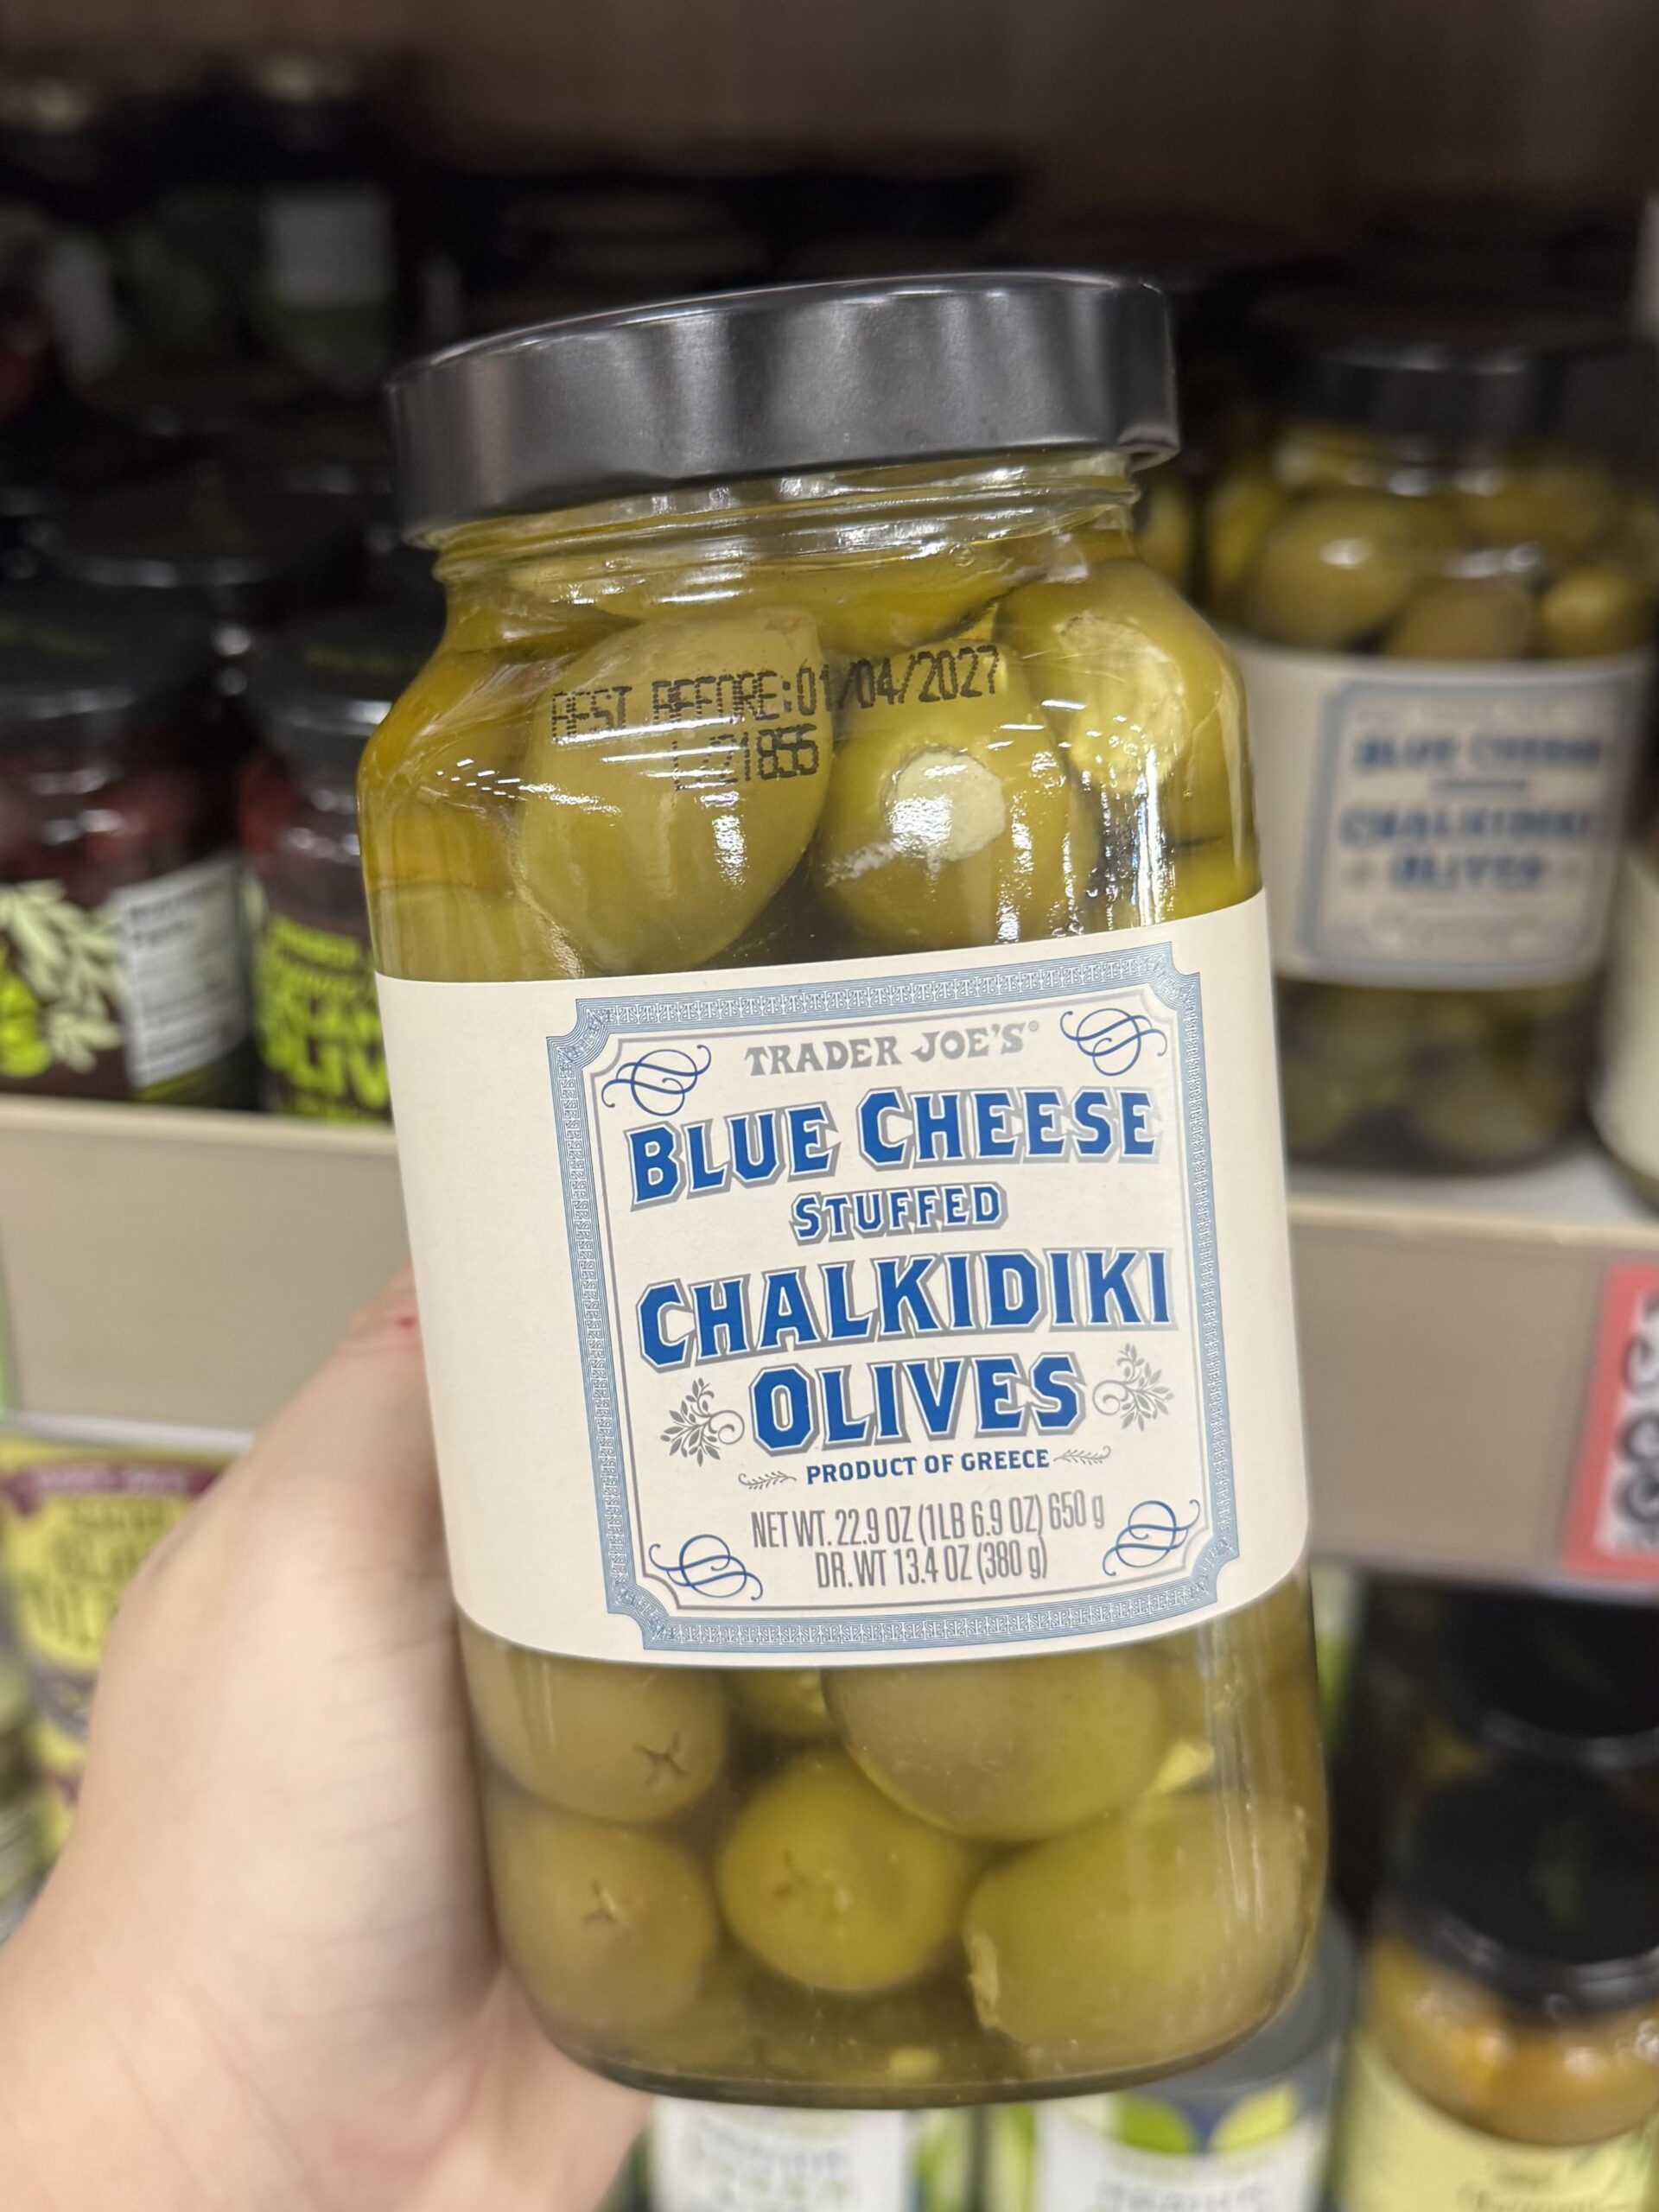 BEST BEFORE:01/04/2027
TRADER JOE'S
BLUE CHEESE
STUFFED
CHALKIDIKI
OLIVES
PRODUCT OF GREECE
NET WT. 22.9 OZ (1LB 6.9 OZ) 650 g
DR. WT 13.4 OZ (380 g)
BLUE CHEESE
CHALKIDIKI
OLIVES